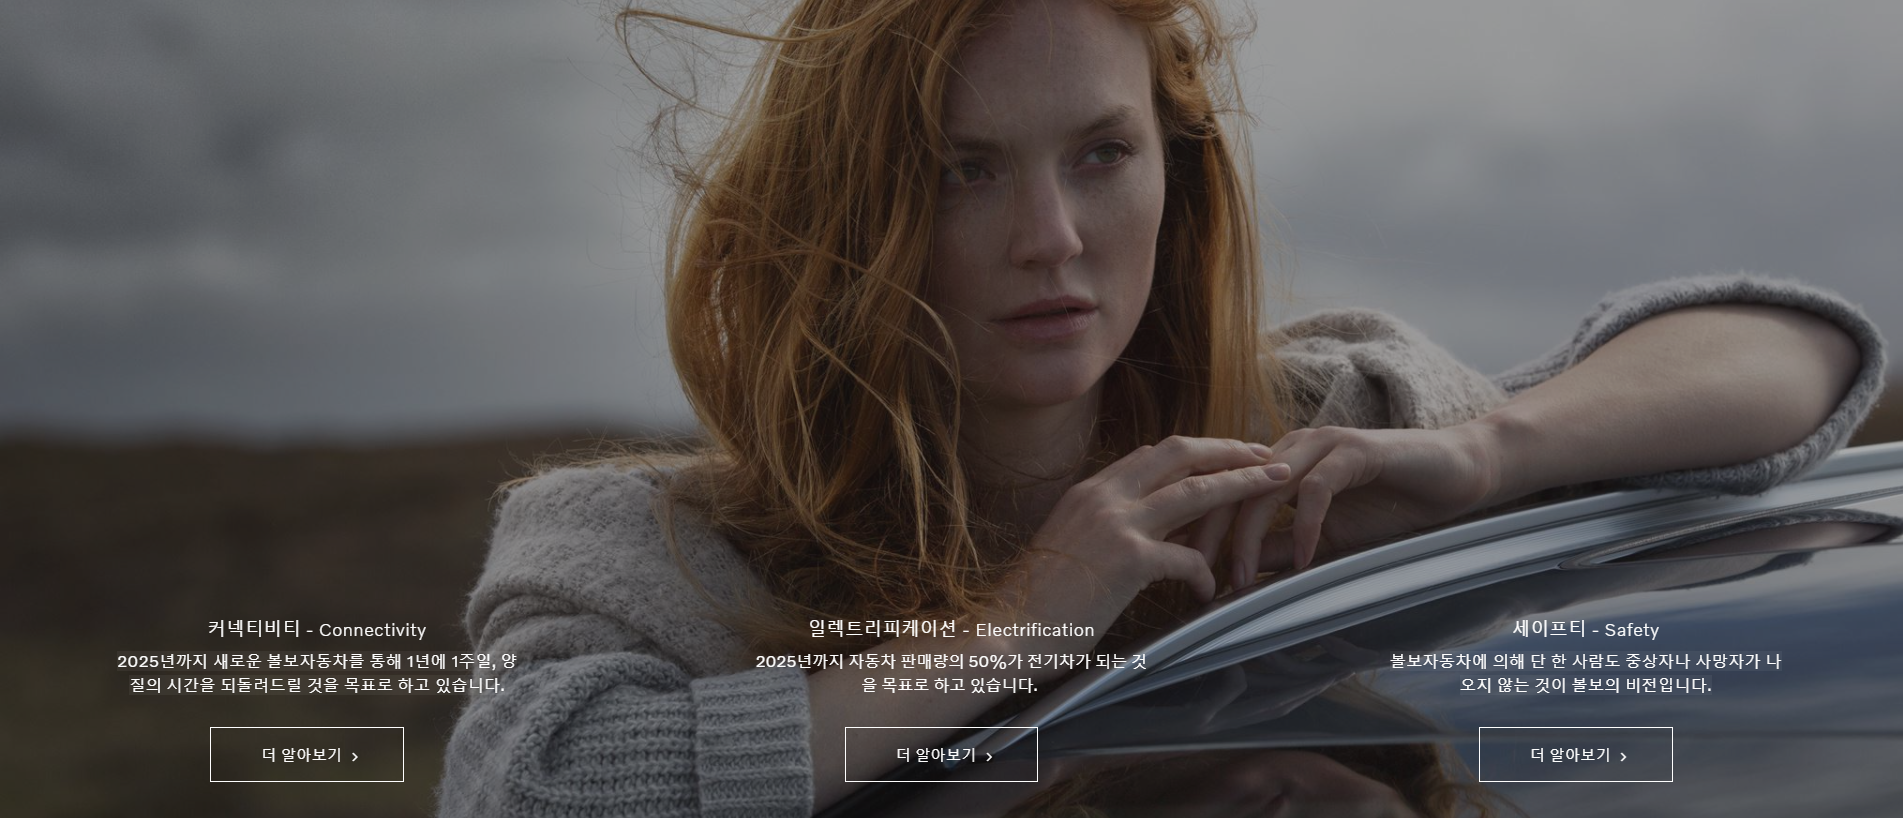 커넥티비티 - Connectivity
2025년까지 새로운 볼보자동차를 통해 1년에 1주일, 양
질의 시간을 되돌려드릴 것을 목표로 하고 있습니다.
더 알아보기 ›
일렉트리피케이션 - Electrification
2025년까지 자동차 판매량의 50%가 전기차가 되는 것
을 목표로 하고 있습니다.
더 알아보기 ›
세이프티 - Safety
볼보자동차에 의해 단 한 사람도 중상자나 사망자가 나
오지 않는 것이 볼보의 비전입니다.
더 알아보기 ›